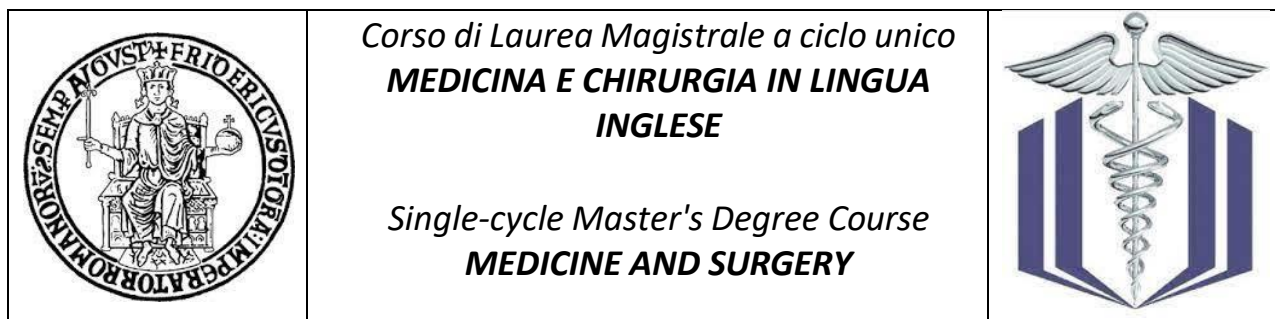 FRIDERICVS
Corso di Laurea Magistrale a ciclo unico
MEDICINA E CHIRURGIA IN LINGUA
INGLESE
Single-cycle Master's Degree Course
MEDICINE AND SURGERY